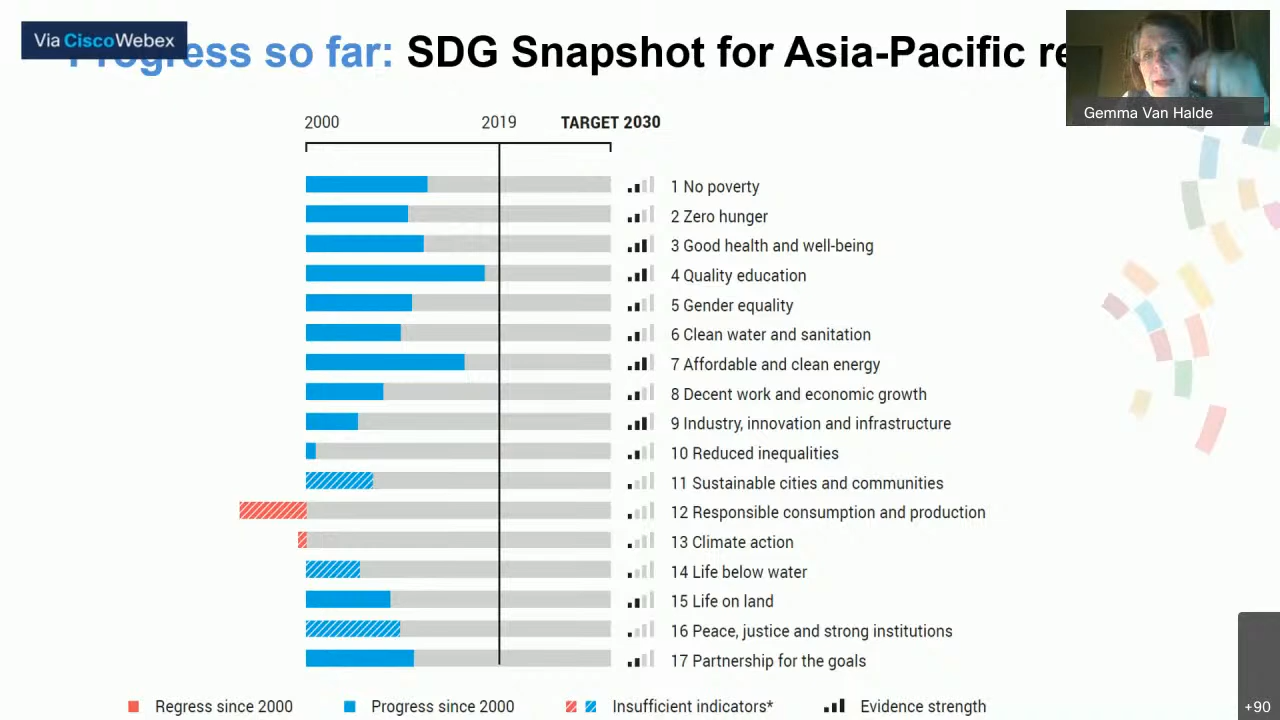 Via Cisco Webex
Progress so far: SDG Snapshot for Asia-Pacific re
Gemma Van Halde
2000 2019 TARGET 2030
1 No poverty
2 Zero hunger
3 Good health and well-being
4 Quality education
5 Gender equality
6 Clean water and sanitation
7 Affordable and clean energy
8 Decent work and economic growth
9 Industry, innovation and infrastructure
10 Reduced inequalities
11 Sustainable cities and communities
12 Responsible consumption and production
13 Climate action
14 Life below water
15 Life on land
16 Peace, justice and strong institutions
17 Partnership for the goals
Regress since 2000 Progress since 2000 Insufficient indicators* Evidence strength
+90